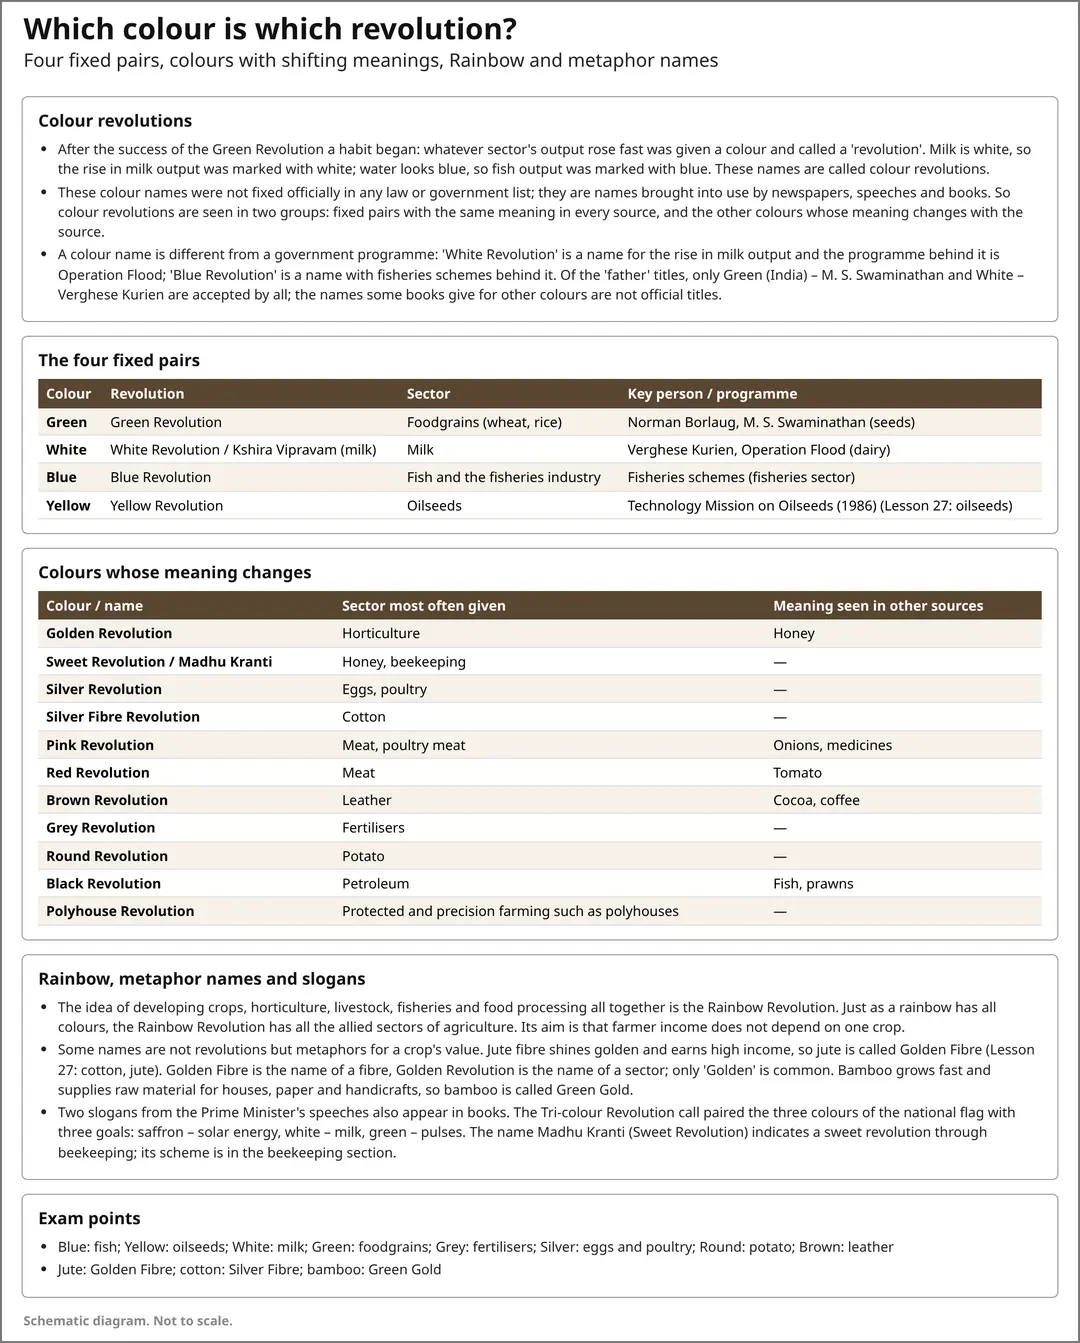 Which colour is which revolution?
Four fixed pairs, colours with shifting meanings, Rainbow and metaphor names
Colour revolutions
• After the success of the Green Revolution a habit began: whatever sector's output rose fast was given a colour and called a 'revolution'. Milk is white, so
the rise in milk output was marked with white; water looks blue, so fish output was marked with blue. These names are called colour revolutions.
• These colour names were not fixed officially in any law or government list; they are names brought into use by newspapers, speeches and books. So
colour revolutions are seen in two groups: fixed pairs with the same meaning in every source, and the other colours whose meaning changes with the
source.
• A colour name is different from a government programme: 'White Revolution' is a name for the rise in milk output and the programme behind it is
Operation Flood; 'Blue Revolution' is a name with fisheries schemes behind it. Of the 'father' titles, only Green (India) – M. S. Swaminathan and White –
Verghese Kurien are accepted by all; the names some books give for other colours are not official titles.
The four fixed pairs
Colour Revolution Sector Key person / programme
Green Green Revolution Foodgrains (wheat, rice) Norman Borlaug, M. S. Swaminathan (seeds)
White White Revolution / Kshira Vipravam (milk) Milk Verghese Kurien, Operation Flood (dairy)
Blue Blue Revolution Fish and the fisheries industry Fisheries schemes (fisheries sector)
Yellow Yellow Revolution Oilseeds Technology Mission on Oilseeds (1986) (Lesson 27: oilseeds)
Colours whose meaning changes
Colour / name Sector most often given Meaning seen in other sources
Golden Revolution Horticulture Honey
Sweet Revolution / Madhu Kranti Honey, beekeeping —
Silver Revolution Eggs, poultry —
Silver Fibre Revolution Cotton —
Pink Revolution Meat, poultry meat Onions, medicines
Red Revolution Meat Tomato
Brown Revolution Leather Cocoa, coffee
Grey Revolution Fertilisers —
Round Revolution Potato —
Black Revolution Petroleum Fish, prawns
Polyhouse Revolution Protected and precision farming such as polyhouses —
Rainbow, metaphor names and slogans
• The idea of developing crops, horticulture, livestock, fisheries and food processing all together is the Rainbow Revolution. Just as a rainbow has all
colours, the Rainbow Revolution has all the allied sectors of agriculture. Its aim is that farmer income does not depend on one crop.
• Some names are not revolutions but metaphors for a crop's value. Jute fibre shines golden and earns high income, so jute is called Golden Fibre (Lesson
27: cotton, jute). Golden Fibre is the name of a fibre, Golden Revolution is the name of a sector; only 'Golden' is common. Bamboo grows fast and
supplies raw material for houses, paper and handicrafts, so bamboo is called Green Gold.
• Two slogans from the Prime Minister's speeches also appear in books. The Tri-colour Revolution call paired the three colours of the national flag with
three goals: saffron – solar energy, white – milk, green – pulses. The name Madhu Kranti (Sweet Revolution) indicates a sweet revolution through
beekeeping; its scheme is in the beekeeping section.
Exam points
• Blue: fish; Yellow: oilseeds; White: milk; Green: foodgrains; Grey: fertilisers; Silver: eggs and poultry; Round: potato; Brown: leather
• Jute: Golden Fibre; cotton: Silver Fibre; bamboo: Green Gold
Schematic diagram. Not to scale.